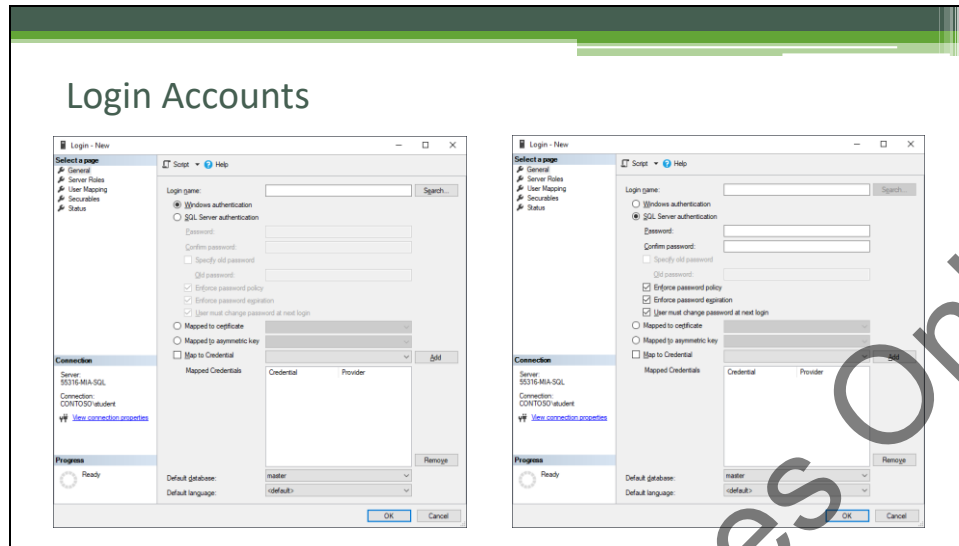 Login Accounts
Login - New
Select a page
General
Server Roles
User Mapping
Securables
Status
Script Help
Login name: Search...
Windows authentication
SQL Server authentication
Password:
Confirm password:
Specify old password
Old password:
Enforce password policy
Enforce password expiration
User must change password at next login
Mapped to certificate
Mapped to asymmetric key
Map to Credential Add
Mapped Credentials Credential Provider
Connection
Server:
55316-MIA-SQL
Connection:
CONTOSO\student
View connection properties
Progress
Ready
Remove
Default database: master
Default language: <default>
OK Cancel
Login - New
Select a page
General
Server Roles
User Mapping
Securables
Status
Script Help
Login name: Search...
Windows authentication
SQL Server authentication
Password:
Confirm password:
Specify old password
Old password:
Enforce password policy
Enforce password expiration
User must change password at next login
Mapped to certificate
Mapped to asymmetric key
Map to Credential Add
Mapped Credentials Credential Provider
Connection
Server:
55316-MIA-SQL
Connection:
CONTOSO\student
View connection properties
Progress
Ready
Remove
Default database: master
Default language: <default>
OK Cancel